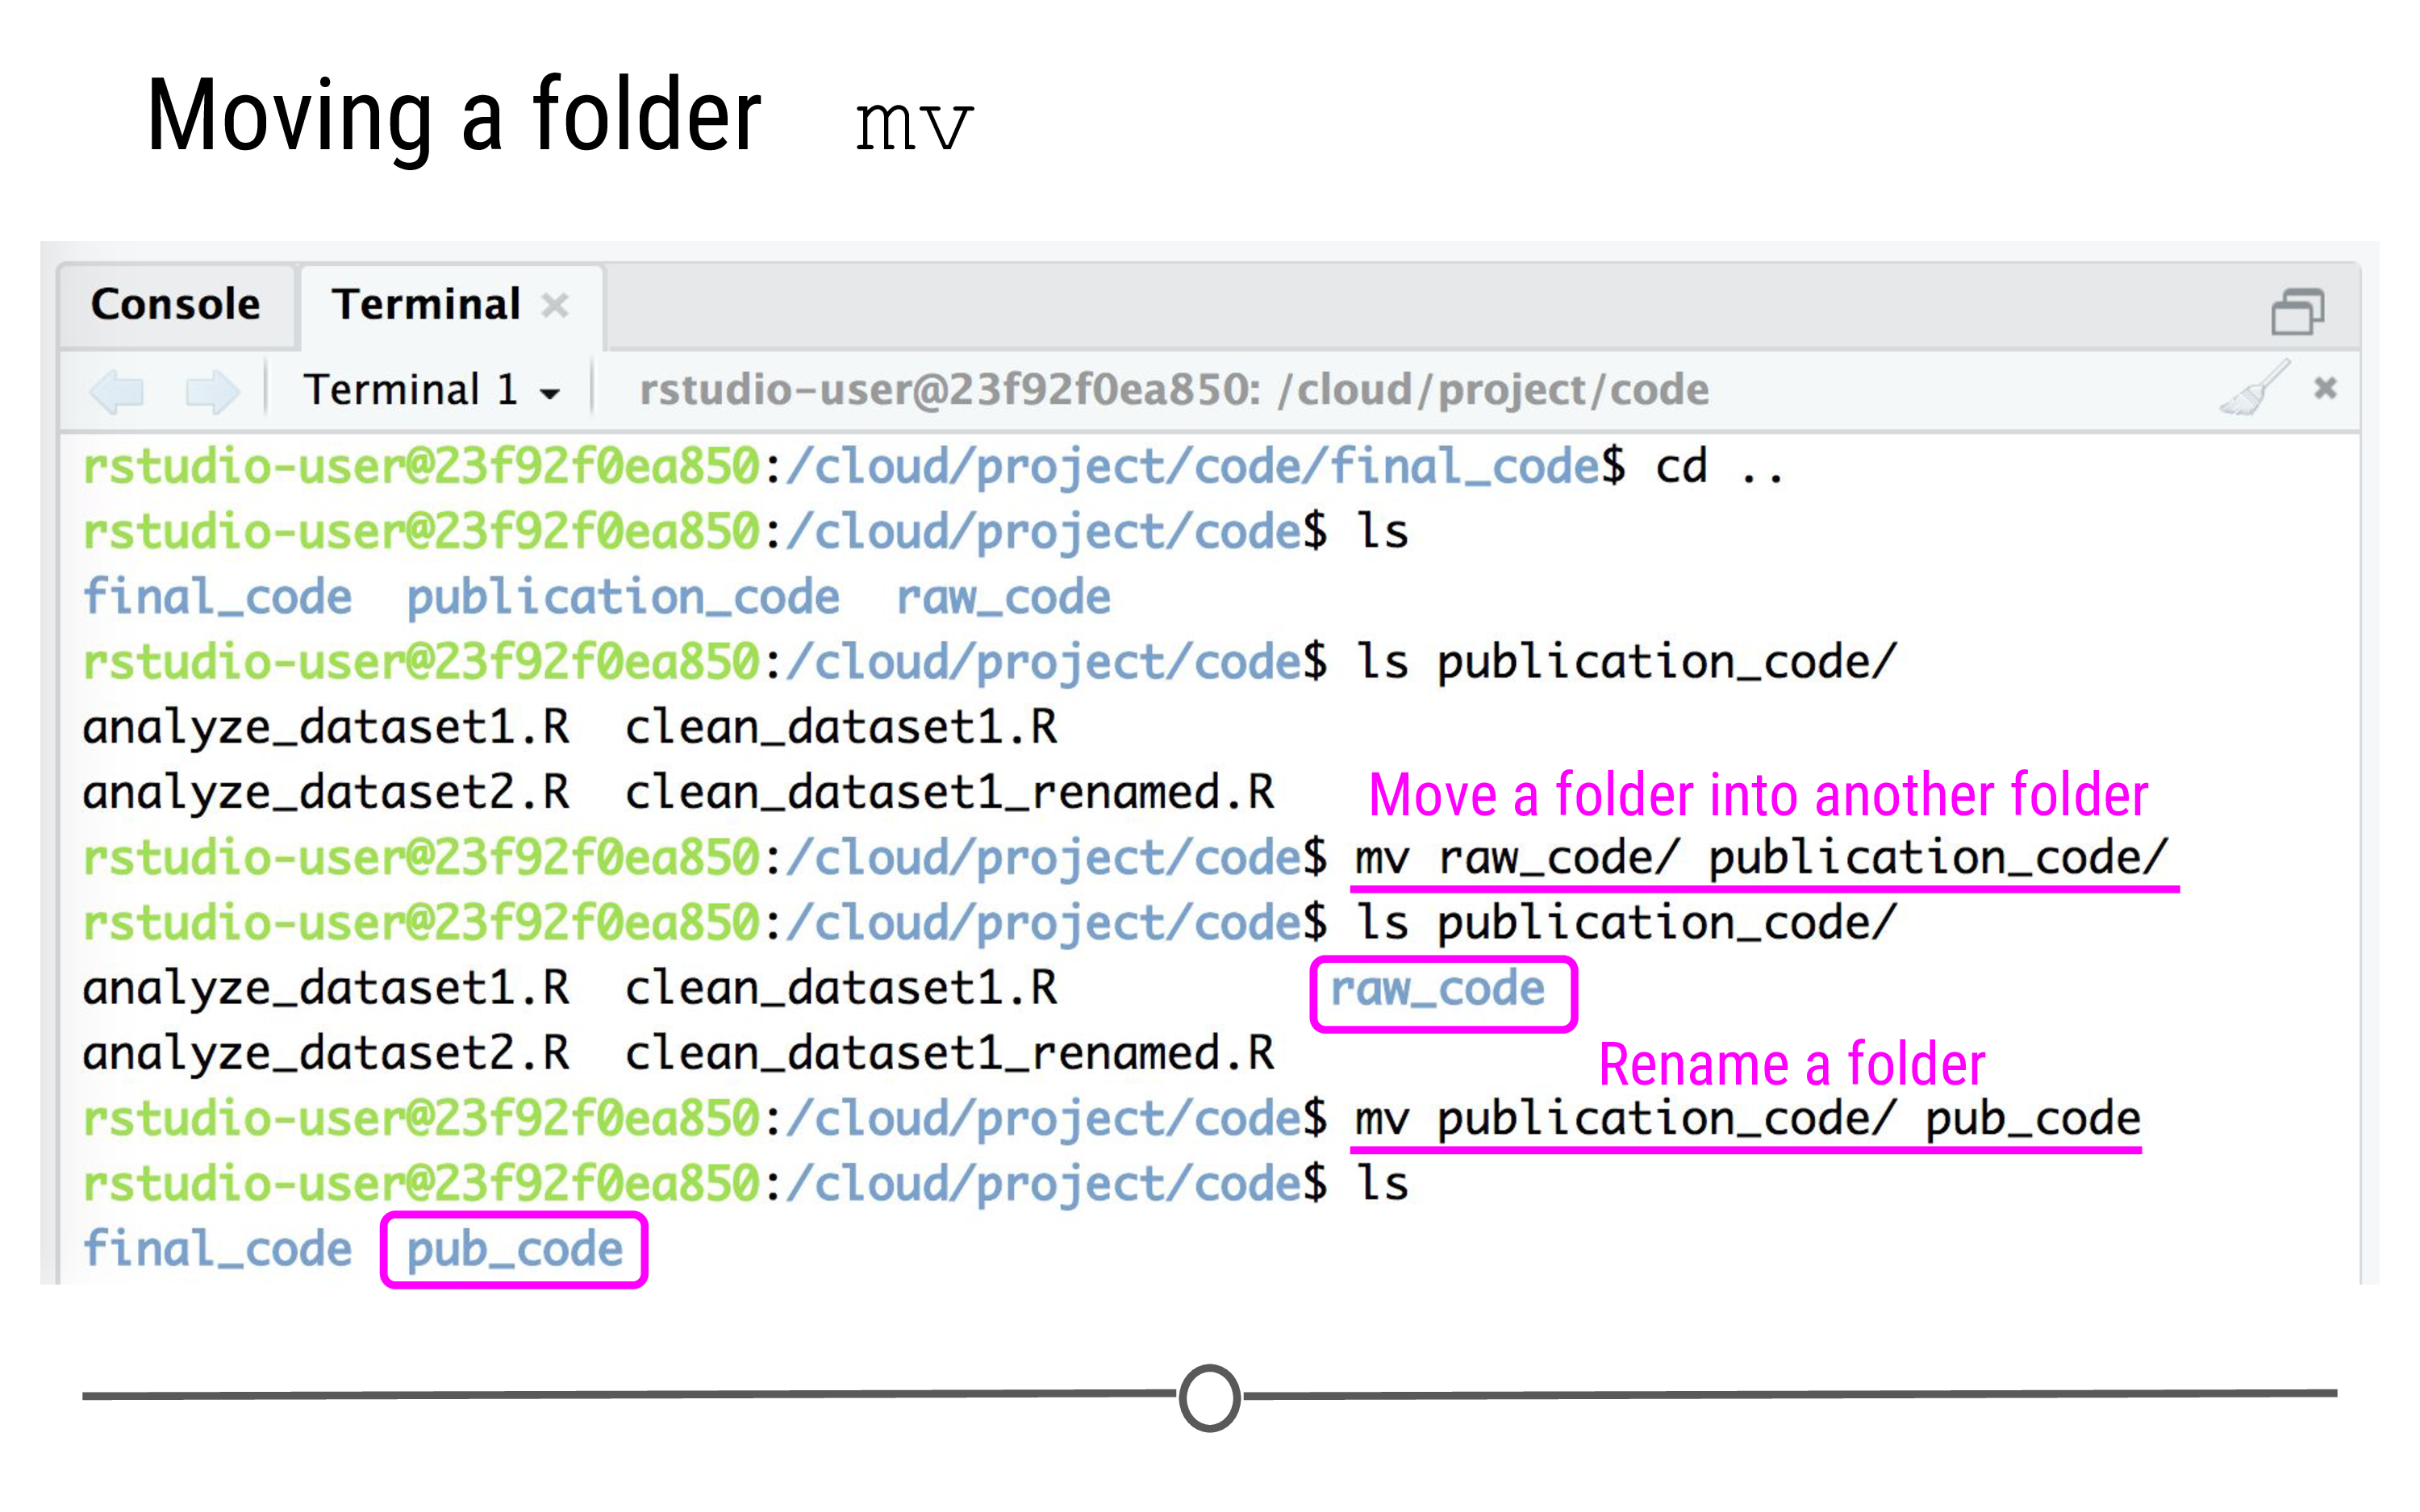 Moving a folder mv
Console Terminal
Terminal 1 rstudio-user@23f92f0ea850: /cloud/project/code
rstudio-user@23f92f0ea850:/cloud/project/code/final_code$ cd ..
rstudio-user@23f92f0ea850:/cloud/project/code$ ls
final_code publication_code raw_code
rstudio-user@23f92f0ea850:/cloud/project/code$ ls publication_code/
analyze_dataset1.R clean_dataset1.R
analyze_dataset2.R clean_dataset1_renamed.R
Move a folder into another folder
rstudio-user@23f92f0ea850:/cloud/project/code$ mv raw_code/ publication_code/
rstudio-user@23f92f0ea850:/cloud/project/code$ ls publication_code/
analyze_dataset1.R clean_dataset1.R raw_code
analyze_dataset2.R clean_dataset1_renamed.R
Rename a folder
rstudio-user@23f92f0ea850:/cloud/project/code$ mv publication_code/ pub_code
rstudio-user@23f92f0ea850:/cloud/project/code$ ls
final_code pub_code